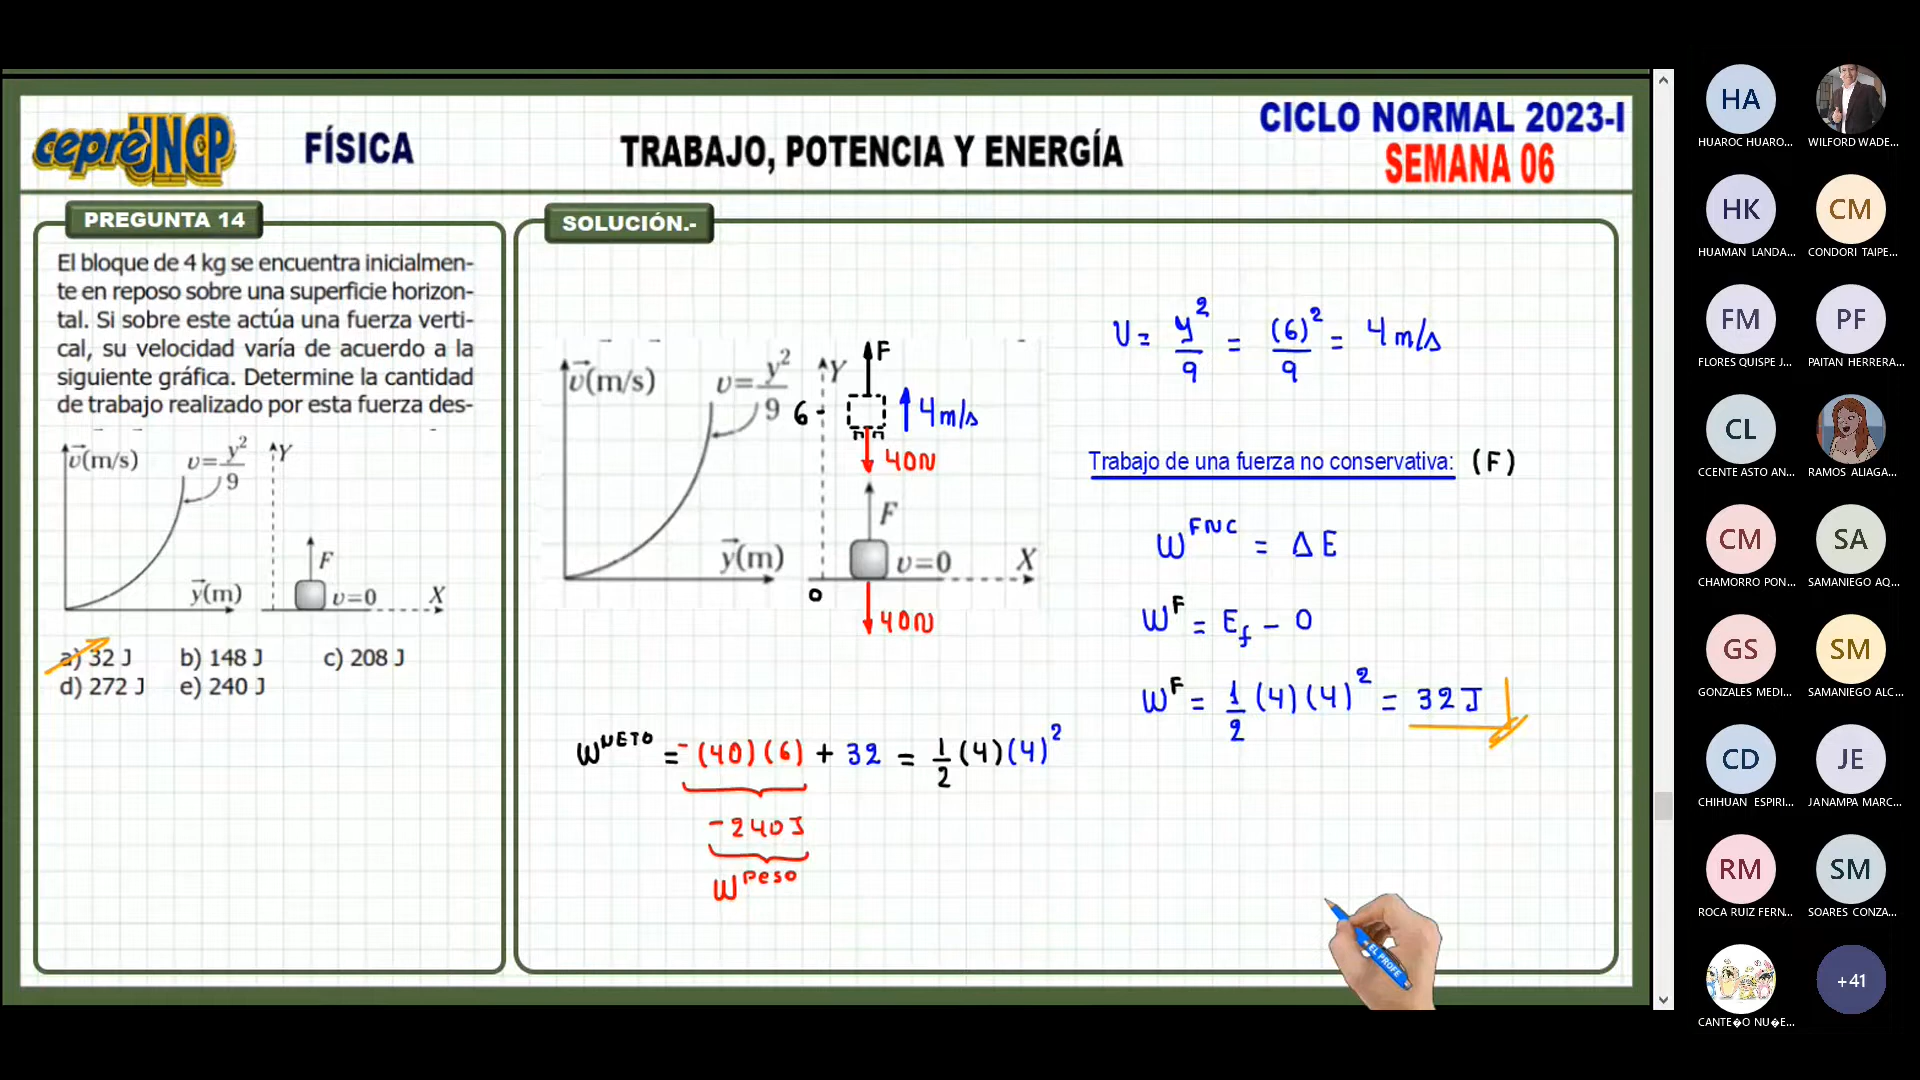 cepreUNCP
FÍSICA
TRABAJO, POTENCIA Y ENERGÍA
CICLO NORMAL 2023-I
SEMANA 06
PREGUNTA 14
El bloque de 4 kg se encuentra inicialmen-
te en reposo sobre una superficie horizon-
tal. Si sobre este actúa una fuerza verti-
cal, su velocidad varía de acuerdo a la
siguiente gráfica. Determine la cantidad
de trabajo realizado por esta fuerza des-
v(m/s)
v=y²/9
Y
F
y(m)
v=0
X
a) 32 J b) 148 J c) 208 J
d) 272 J e) 240 J
SOLUCIÓN.-
v(m/s)
v=y²/9
6
Y
F
4m/s
40N
F
y(m)
v=0
X
0
40N
W^NETO = -(40)(6) + 32 = 1/2 (4)(4)²
-240J
W^Peso
V = y²/9 = (6)²/9 = 4 m/s
Trabajo de una fuerza no conservativa: (F)
W^FNC = ΔE
W^F = E_f - 0
W^F = 1/2 (4)(4)² = 32 J
EL PROFE
HA
HUAROC HUARO...
WILFORD WADE...
HK
HUAMAN LANDA...
CM
CONDORI TAIPE...
FM
FLORES QUISPE J...
PF
PAITAN HERRERA...
CL
CCENTE ASTO AN...
RAMOS ALIAGA...
CM
CHAMORRO PON...
SA
SAMANIEGO AQ...
GS
GONZALES MEDI...
SM
SAMANIEGO ALC...
CD
CHIHUAN ESPIRI...
JE
JANAMPA MARC...
RM
ROCA RUIZ FERN...
SM
SOARES CONZA...
CANTE�O NU�E...
+41